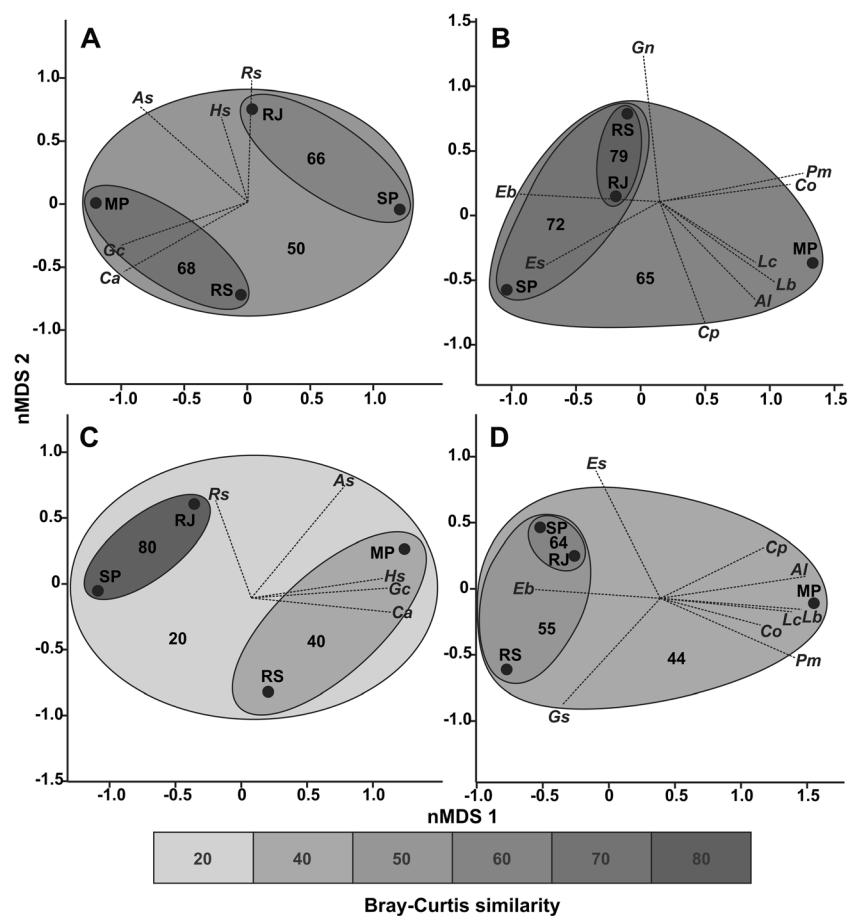 A
1.0
0.5
0
-0.5
-1.0
-1.0
-0.5
0
0.5
1.0
Rs
As
Hs
RJ
66
SP
MP
Gc
Ca
68
RS
50
B
1.5
1.0
0.5
0
-0.5
-1.0
-1.0
-0.5
0
0.5
1.0
1.5
Gn
RS
79
RJ
Pm
Co
Eb
72
Es
SP
65
Lc
MP
Lb
Al
Cp
nMDS 2
C
1.0
0.5
0
-0.5
-1.0
-1.5
-1.0
-0.5
0
0.5
1.0
Rs
As
RJ
80
SP
MP
Hs
Gc
Ca
20
40
RS
D
1.0
0.5
0
-0.5
-1.0
-1.0
-0.5
0
0.5
1.0
1.5
Es
SP
64
RJ
Cp
Al
Eb
MP
Lc
Lb
Co
55
RS
44
Pm
Gs
nMDS 1
20
40
50
60
70
80
Bray-Curtis similarity